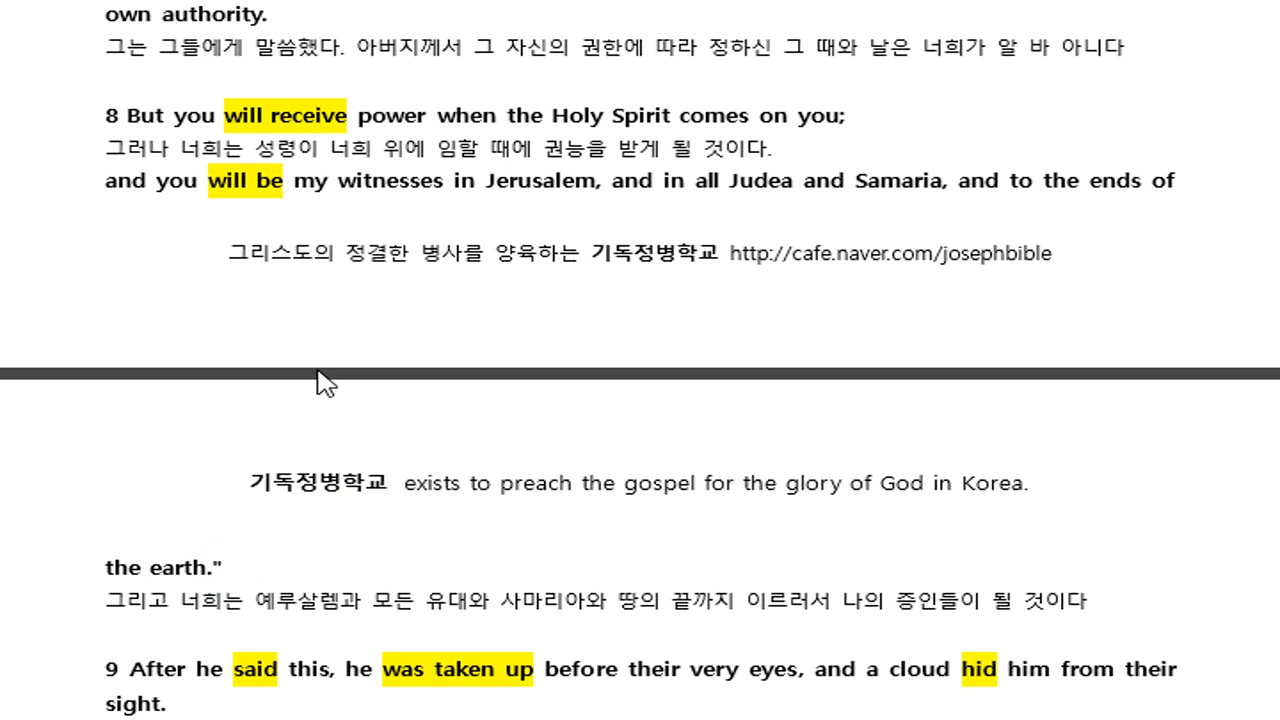 own authority.
그는 그들에게 말씀했다. 아버지께서 그 자신의 권한에 따라 정하신 그 때와 날은 너희가 알 바 아니다
8 But you will receive power when the Holy Spirit comes on you;
그러나 너희는 성령이 너희 위에 임할 때에 권능을 받게 될 것이다.
and you will be my witnesses in Jerusalem, and in all Judea and Samaria, and to the ends of
그리스도의 정결한 병사를 양육하는 기독정병학교 http://cafe.naver.com/josephbible
기독정병학교 exists to preach the gospel for the glory of God in Korea.
the earth."
그리고 너희는 예루살렘과 모든 유대와 사마리아와 땅의 끝까지 이르러서 나의 증인들이 될 것이다
9 After he said this, he was taken up before their very eyes, and a cloud hid him from their
sight.